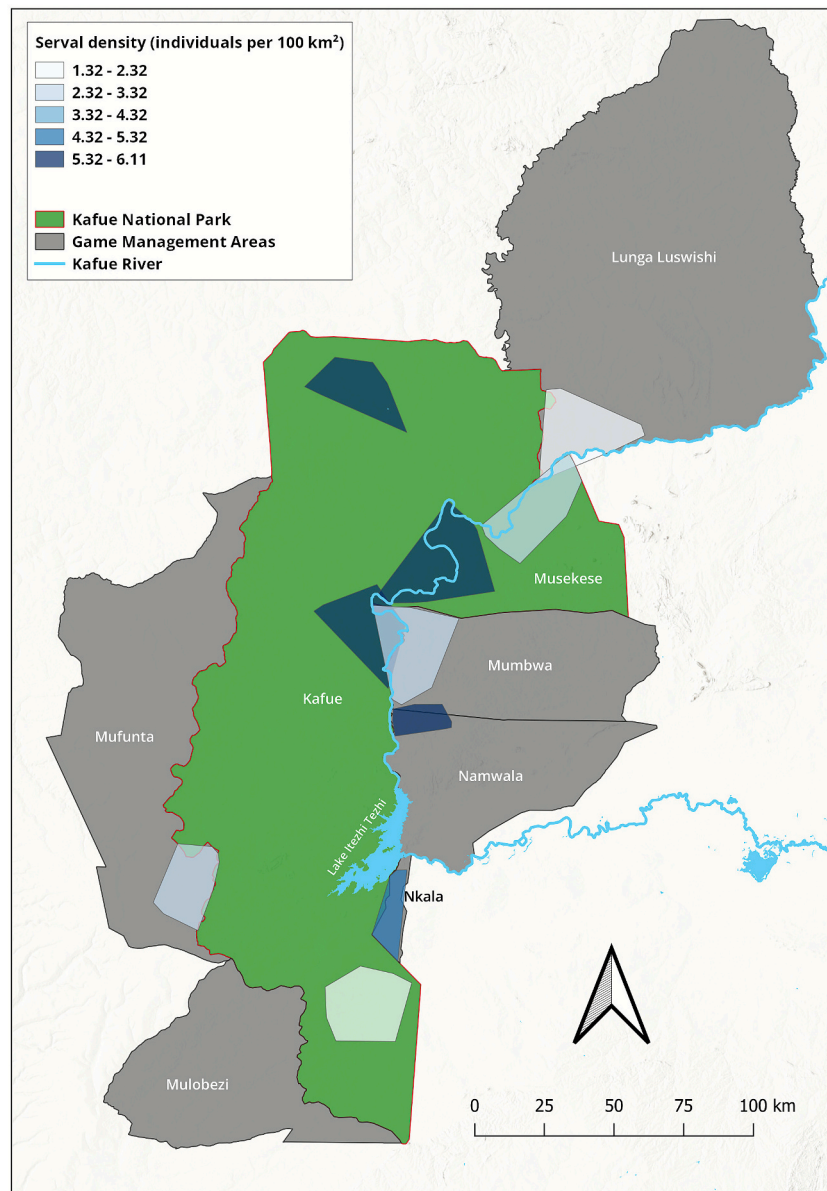 Serval density (individuals per 100 km²)
1.32 - 2.32
2.32 - 3.32
3.32 - 4.32
4.32 - 5.32
5.32 - 6.11
Kafue National Park
Game Management Areas
Kafue River
Lunga Luswishi
Musekese
Mumbwa
Kafue
Mufunta
Namwala
Lake Itezhi Tezhi
Nkala
Mulobezi
0 25 50 75 100 km